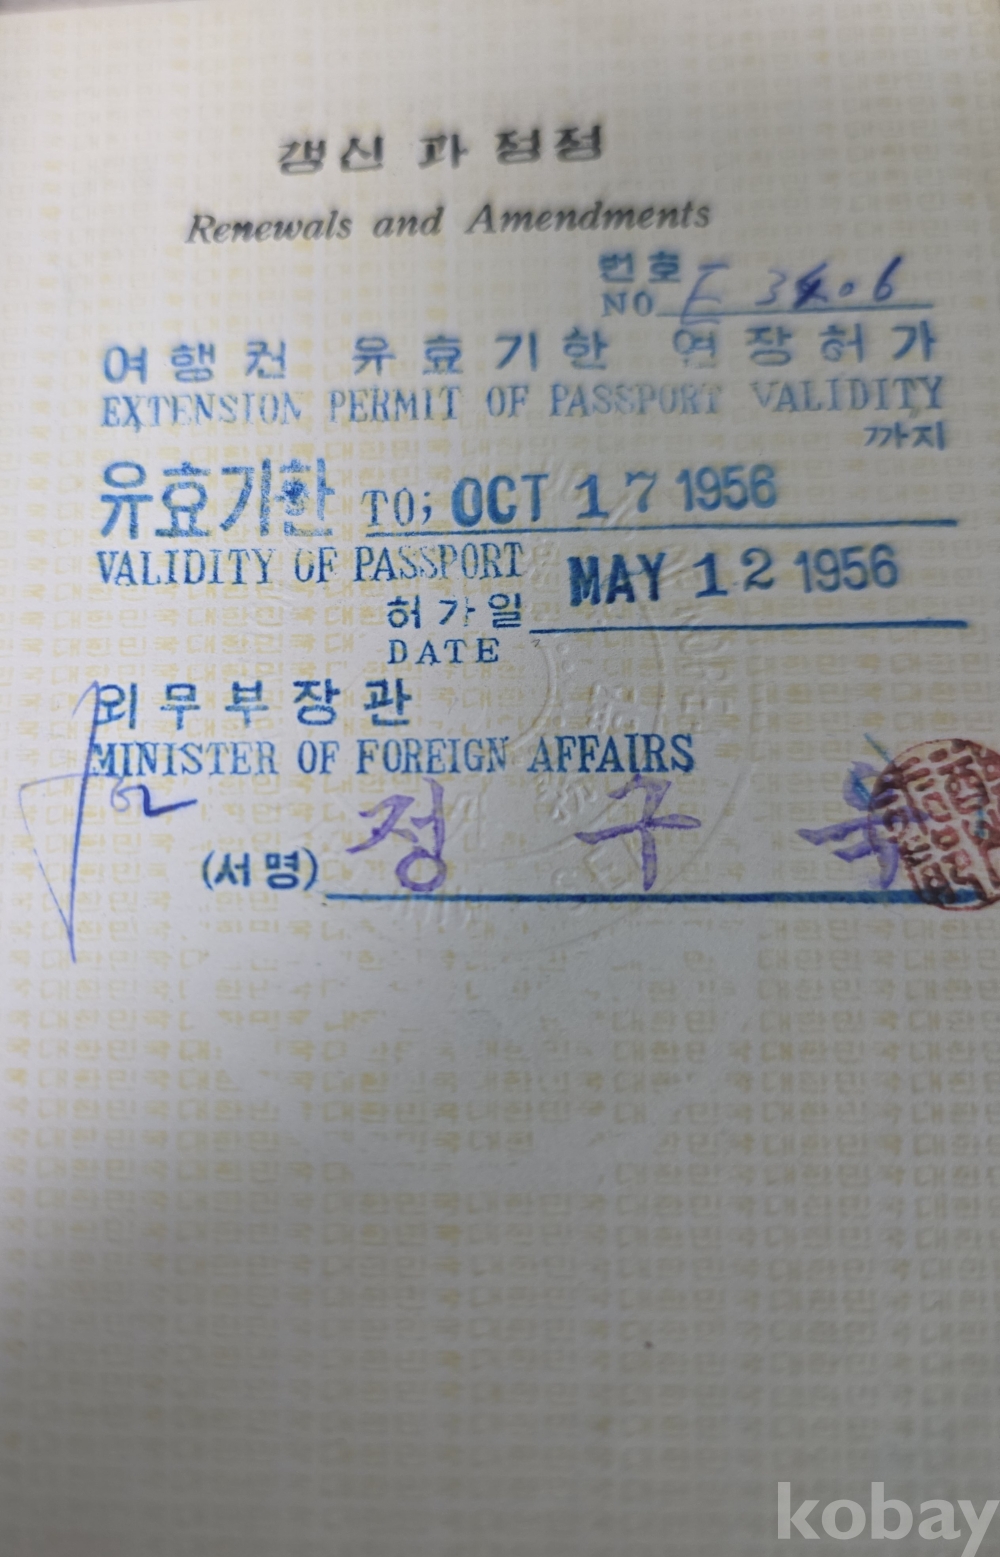 갱신 과 정정
Renewals and Amendments
번호
NO E
여행권 유효기한 연장허가
EXTENSION PERMIT OF PASSPORT VALIDITY
까지
유효기한 TO; OCT 17 1956
VALIDITY OF PASSPORT
허가일 MAY 12 1956
DATE
외무부장관
MINISTER OF FOREIGN AFFAIRS
(서명) 정구
kobay